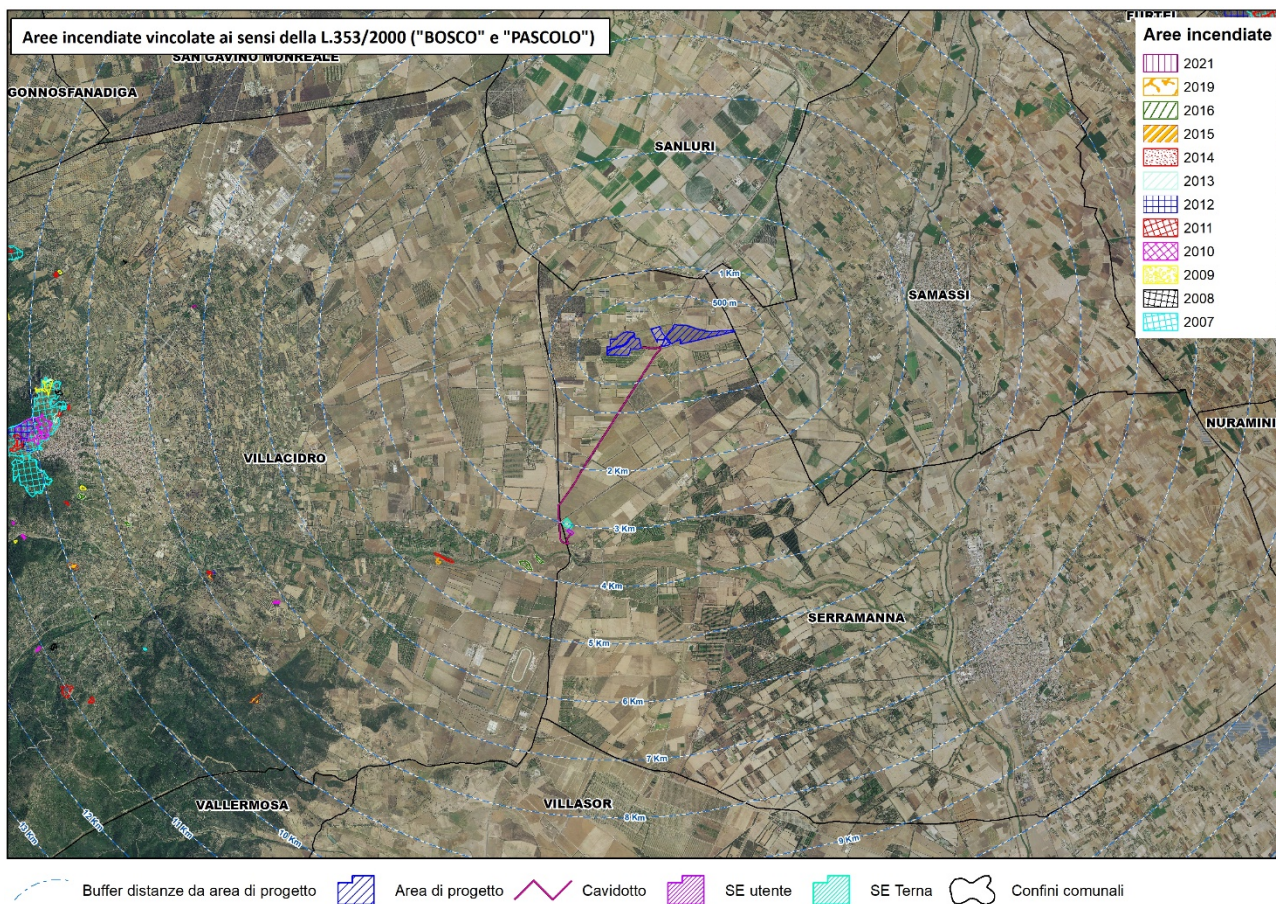 Aree incendiate vincolate ai sensi della L.353/2000 ("BOSCO" e "PASCOLO")
FURTEI
SAN GAVINO MONREALE
GONNOSFANADIGA
Aree incendiate
2021
2019
2016
2015
2014
2013
2012
2011
2010
2009
2008
2007
SANLURI
1 Km
500 m
SAMASSI
NURAMINI
VILLACIDRO
2 Km
3 Km
4 Km
SERRAMANNA
5 Km
6 Km
7 Km
VALLERMOSA
VILLASOR
8 Km
9 Km
10 Km
11 Km
12 Km
13 Km
Buffer distanze da area di progetto
Area di progetto
Cavidotto
SE utente
SE Terna
Confini comunali